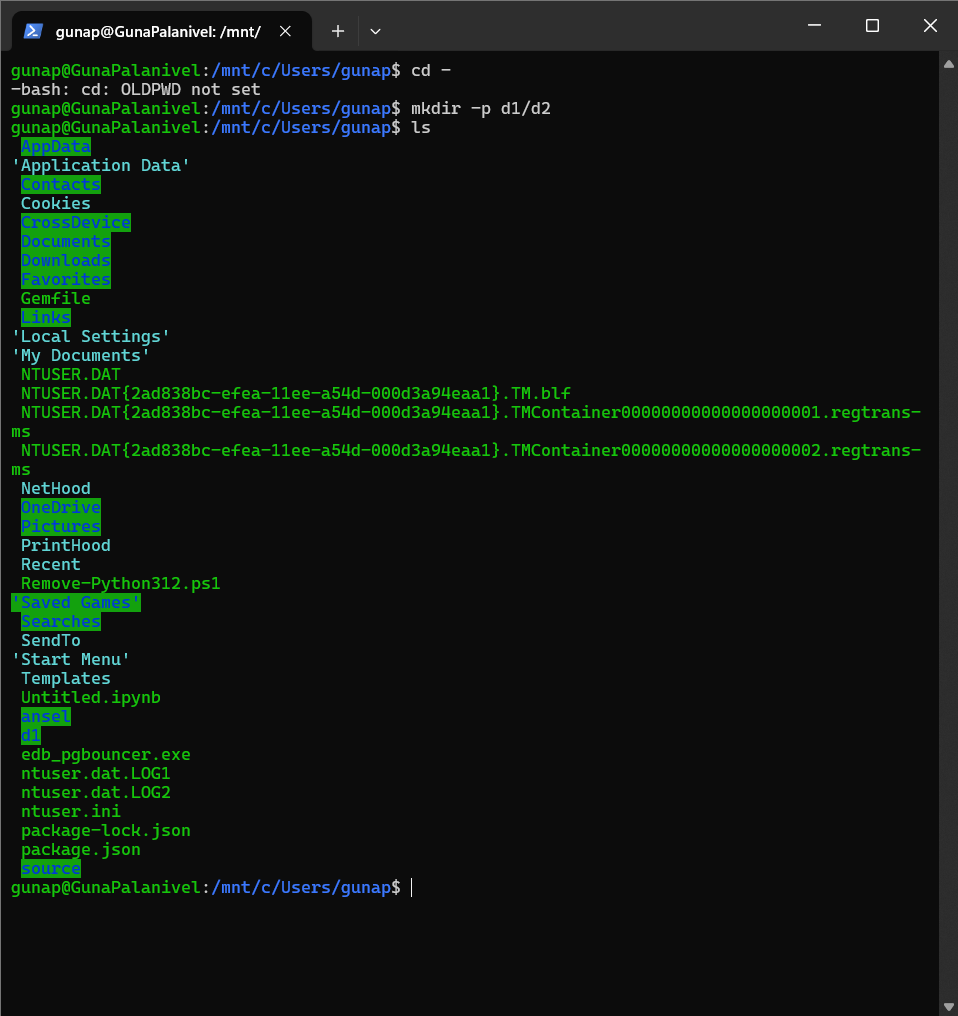 gunap@GunaPalanivel: /mnt/
gunap@GunaPalanivel:/mnt/c/Users/gunap$ cd -
-bash: cd: OLDPWD not set
gunap@GunaPalanivel:/mnt/c/Users/gunap$ mkdir -p d1/d2
gunap@GunaPalanivel:/mnt/c/Users/gunap$ ls
AppData
'Application Data'
Contacts
Cookies
CrossDevice
Documents
Downloads
Favorites
Gemfile
Links
'Local Settings'
'My Documents'
NTUSER.DAT
NTUSER.DAT{2ad838bc-efea-11ee-a54d-000d3a94eaa1}.TM.blf
NTUSER.DAT{2ad838bc-efea-11ee-a54d-000d3a94eaa1}.TMContainer00000000000000000001.regtrans-
ms
NTUSER.DAT{2ad838bc-efea-11ee-a54d-000d3a94eaa1}.TMContainer00000000000000000002.regtrans-
ms
NetHood
OneDrive
Pictures
PrintHood
Recent
Remove-Python312.ps1
'Saved Games'
Searches
SendTo
'Start Menu'
Templates
Untitled.ipynb
ansel
d1
edb_pgbouncer.exe
ntuser.dat.LOG1
ntuser.dat.LOG2
ntuser.ini
package-lock.json
package.json
source
gunap@GunaPalanivel:/mnt/c/Users/gunap$